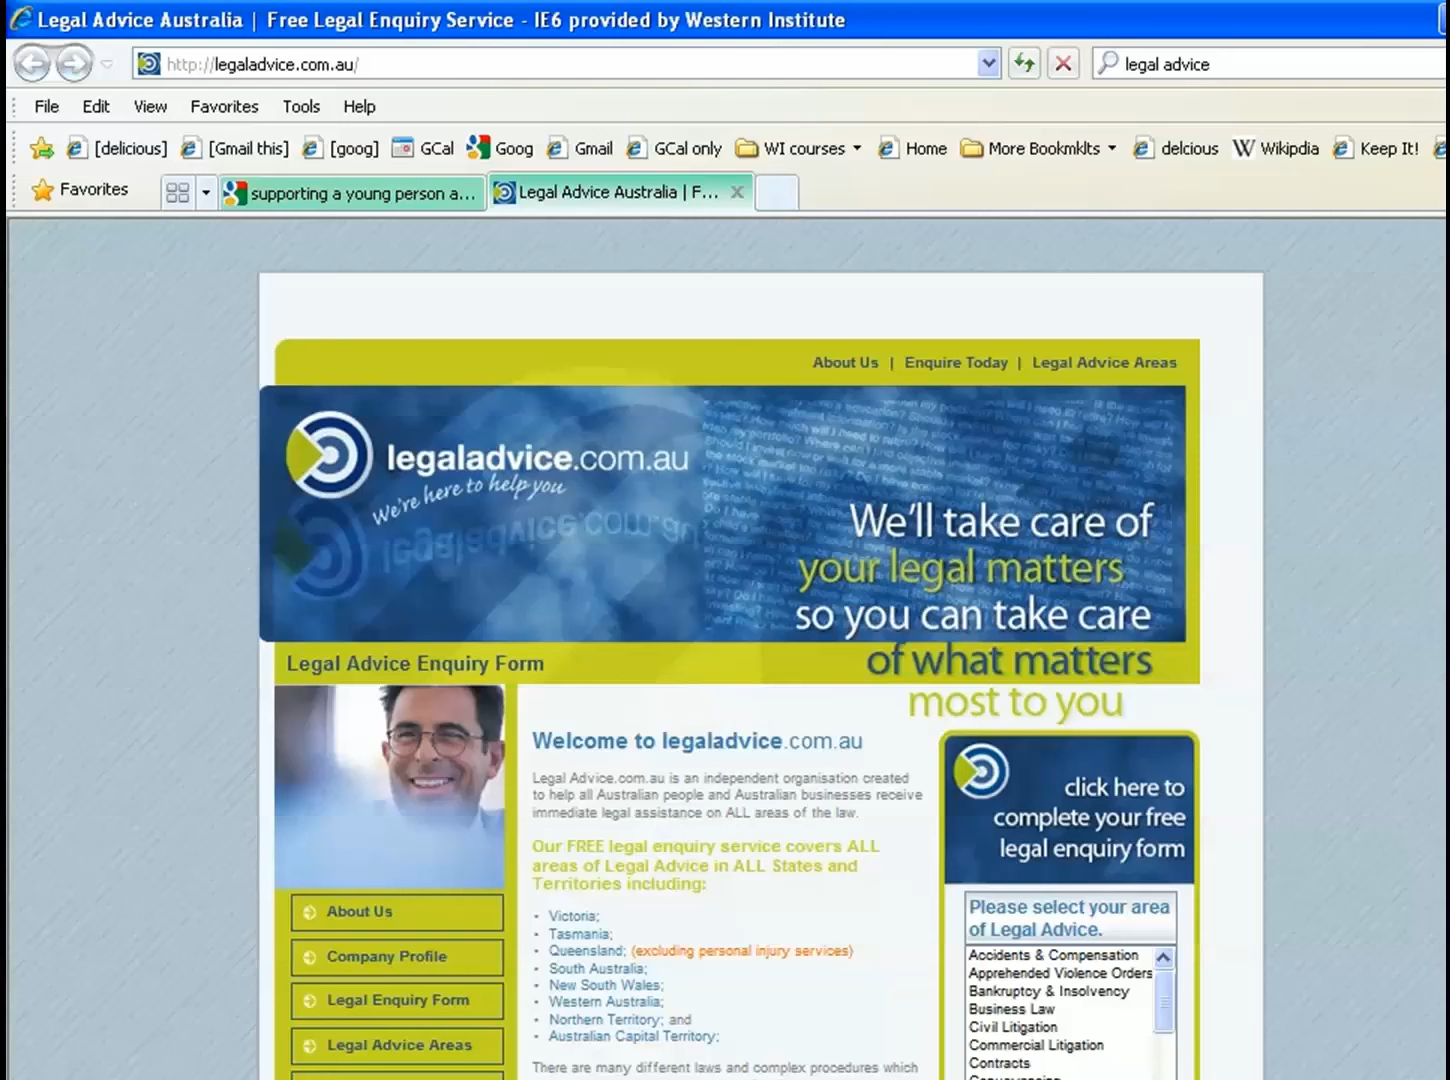 Legal Advice Australia | Free Legal Enquiry Service - IE6 provided by Western Institute
http://legaladvice.com.au/
legal advice
File Edit View Favorites Tools Help
[delicious] [Gmail this] [goog] GCal Goog Gmail GCal only WI courses Home More Bookmklts delcious Wikipdia Keep It!
Favorites
supporting a young person a...
Legal Advice Australia | F...
About Us | Enquire Today | Legal Advice Areas
legaladvice.com.au
We're here to help you
We'll take care of
your legal matters
so you can take care
of what matters
most to you
Legal Advice Enquiry Form
Welcome to legaladvice.com.au
Legal Advice.com.au is an independent organisation created
to help all Australian people and Australian businesses receive
immediate legal assistance on ALL areas of the law.
Our FREE legal enquiry service covers ALL
areas of Legal Advice in ALL States and
Territories including:
• Victoria;
• Tasmania;
• Queensland; (excluding personal injury services)
• South Australia;
• New South Wales;
• Western Australia;
• Northern Territory; and
• Australian Capital Territory;
There are many different laws and complex procedures which
About Us
Company Profile
Legal Enquiry Form
Legal Advice Areas
click here to
complete your free
legal enquiry form
Please select your area
of Legal Advice.
Accidents & Compensation
Apprehended Violence Orders
Bankruptcy & Insolvency
Business Law
Civil Litigation
Commercial Litigation
Contracts